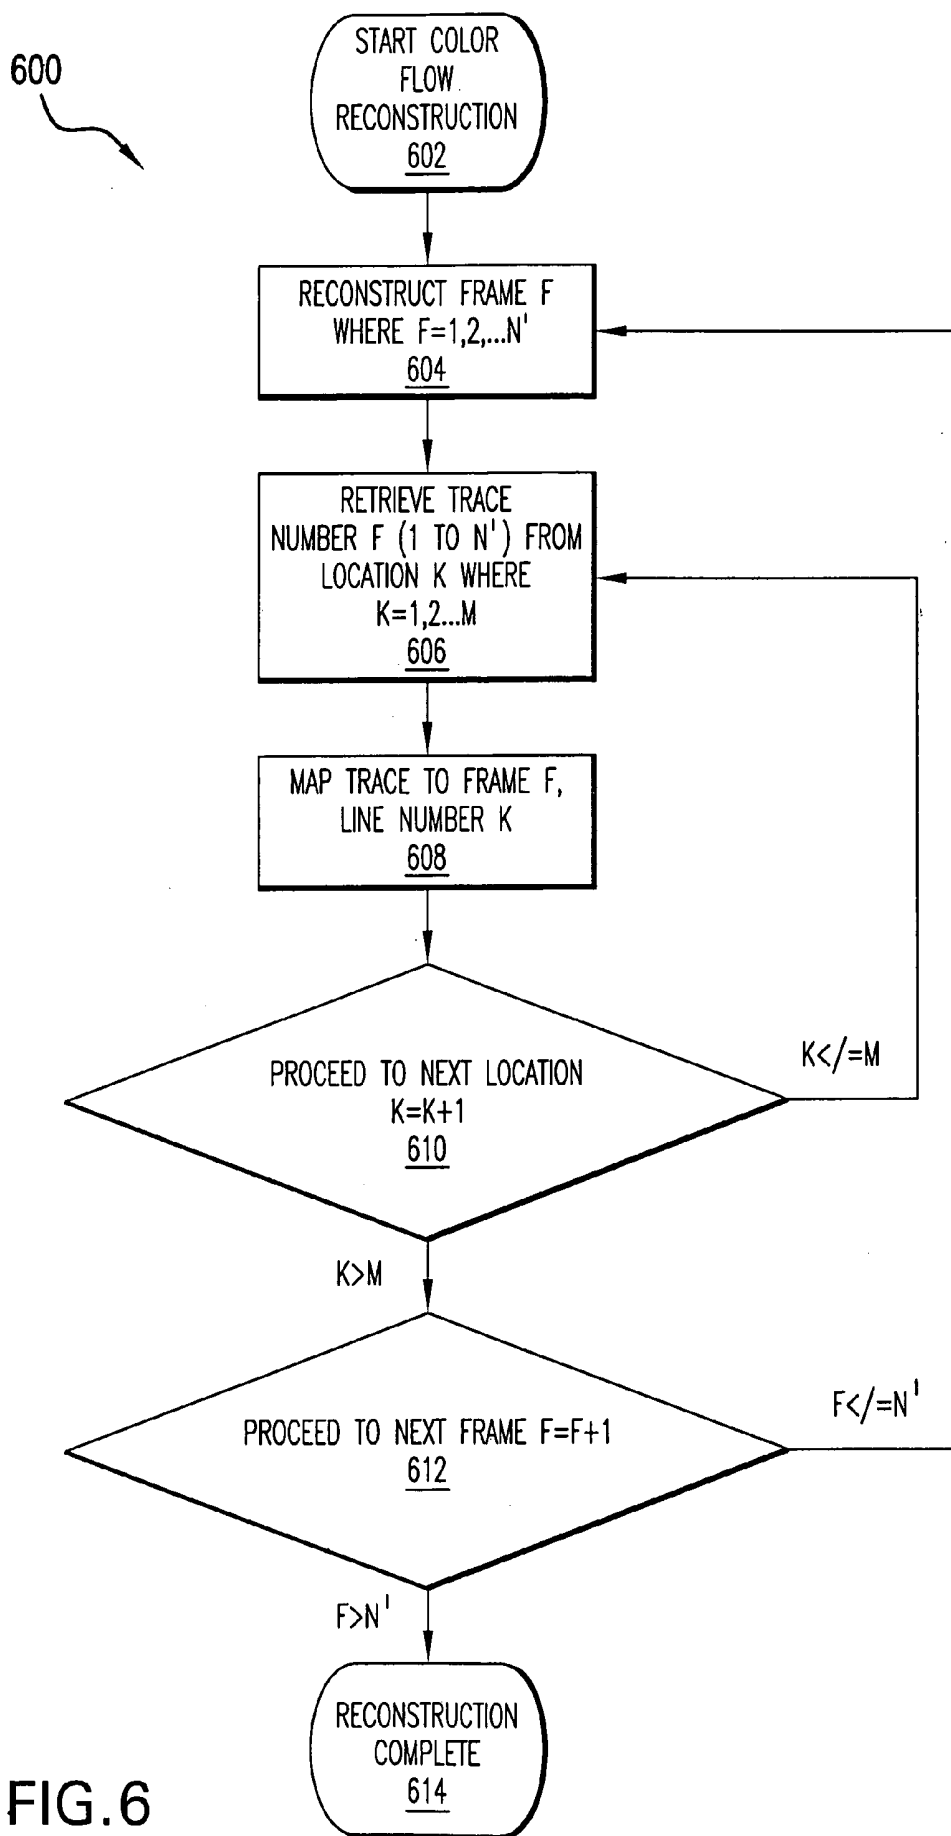 600
START COLOR
FLOW
RECONSTRUCTION
602
RECONSTRUCT FRAME F
WHERE F=1,2,...N'
604
RETRIEVE TRACE
NUMBER F (1 TO N') FROM
LOCATION K WHERE
K=1,2...M
606
MAP TRACE TO FRAME F,
LINE NUMBER K
608
PROCEED TO NEXT LOCATION
K=K+1
610
K</=M
K>M
PROCEED TO NEXT FRAME F=F+1
612
F</=N'
F>N'
RECONSTRUCTION
COMPLETE
614
FIG.6